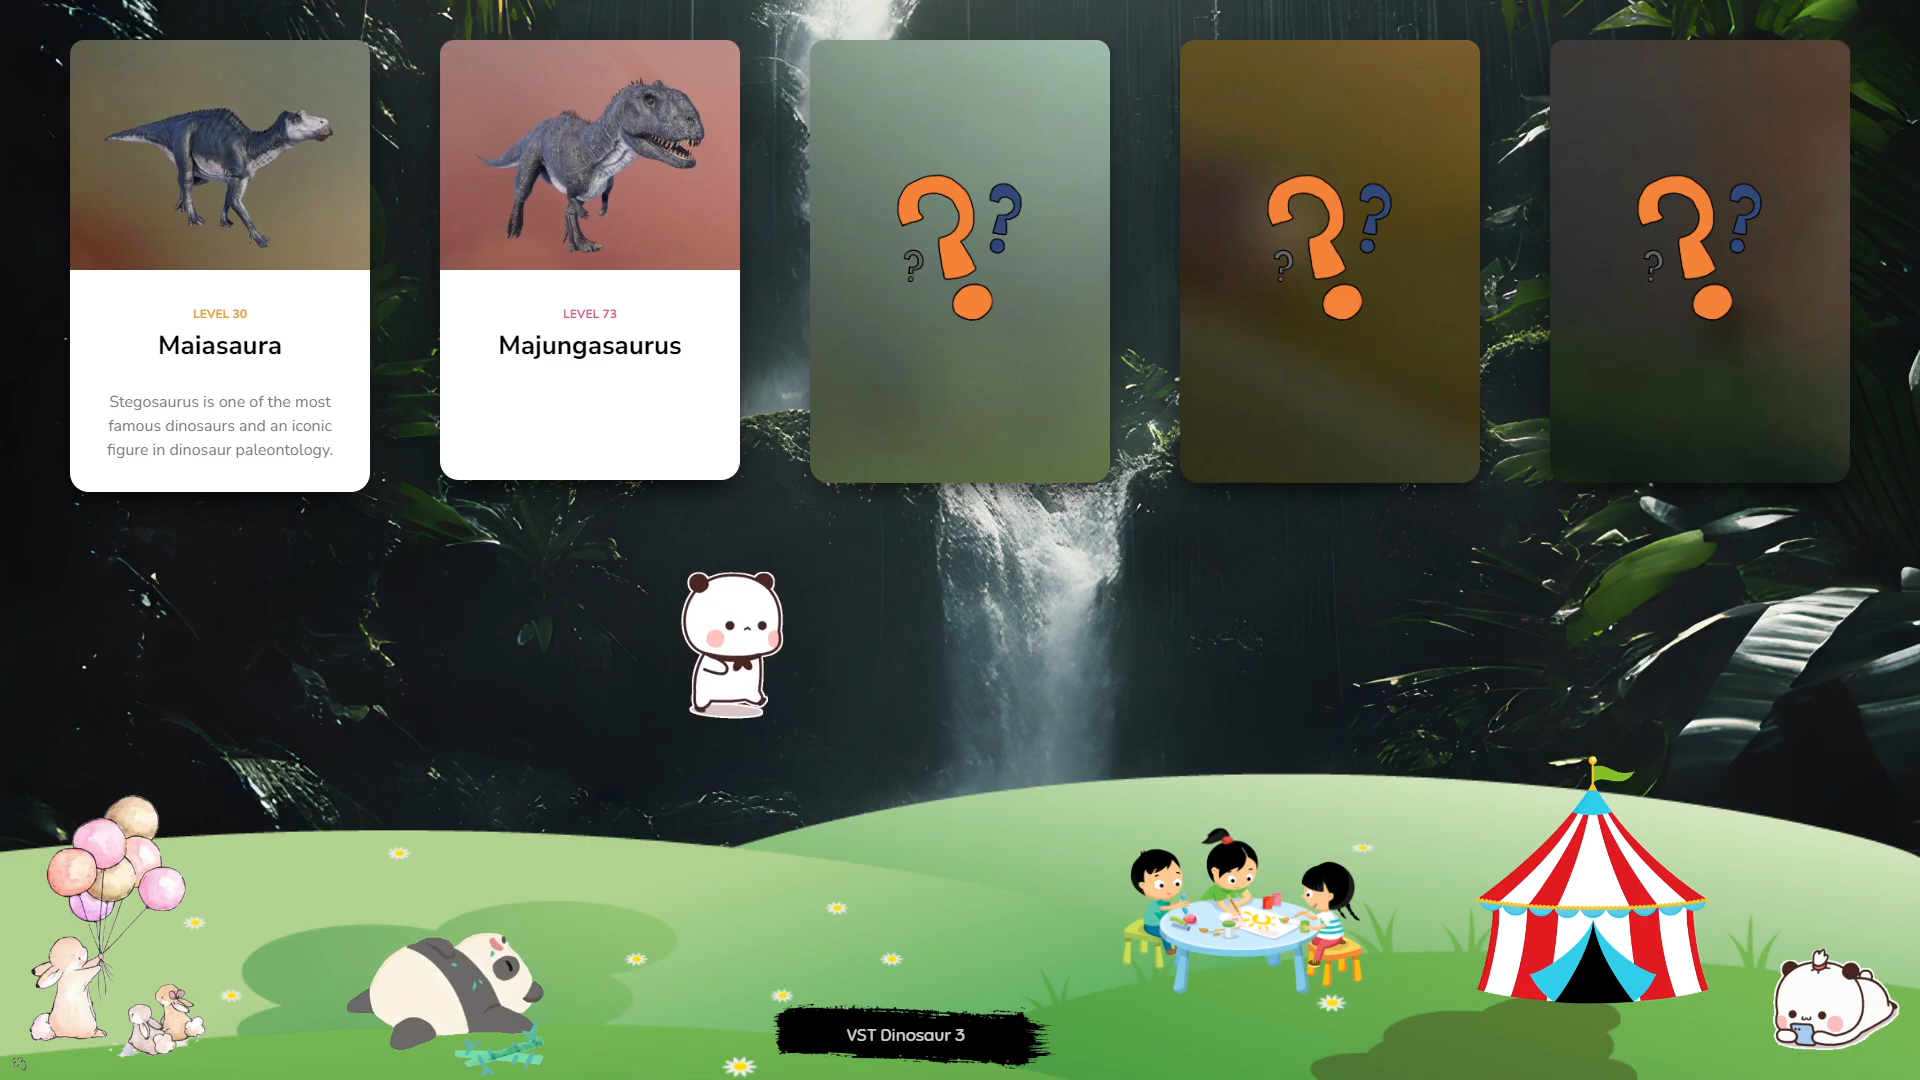 LEVEL 30
Maiasaura
Stegosaurus is one of the most
famous dinosaurs and an iconic
figure in dinosaur paleontology.
LEVEL 73
Majungasaurus
? ? ?
? ? ?
? ? ?
VST Dinosaur 3